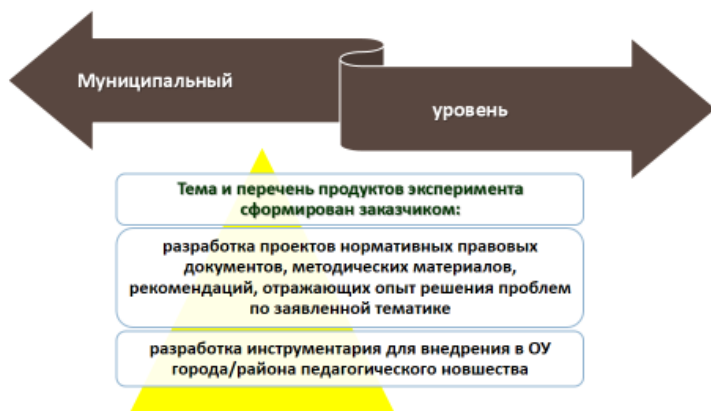 Муниципальный
уровень
Тема и перечень продуктов эксперимента
сформирован заказчиком:
разработка проектов нормативных правовых
документов, методических материалов,
рекомендаций, отражающих опыт решения проблем
по заявленной тематике
разработка инструментария для внедрения в ОУ
города/района педагогического новшества